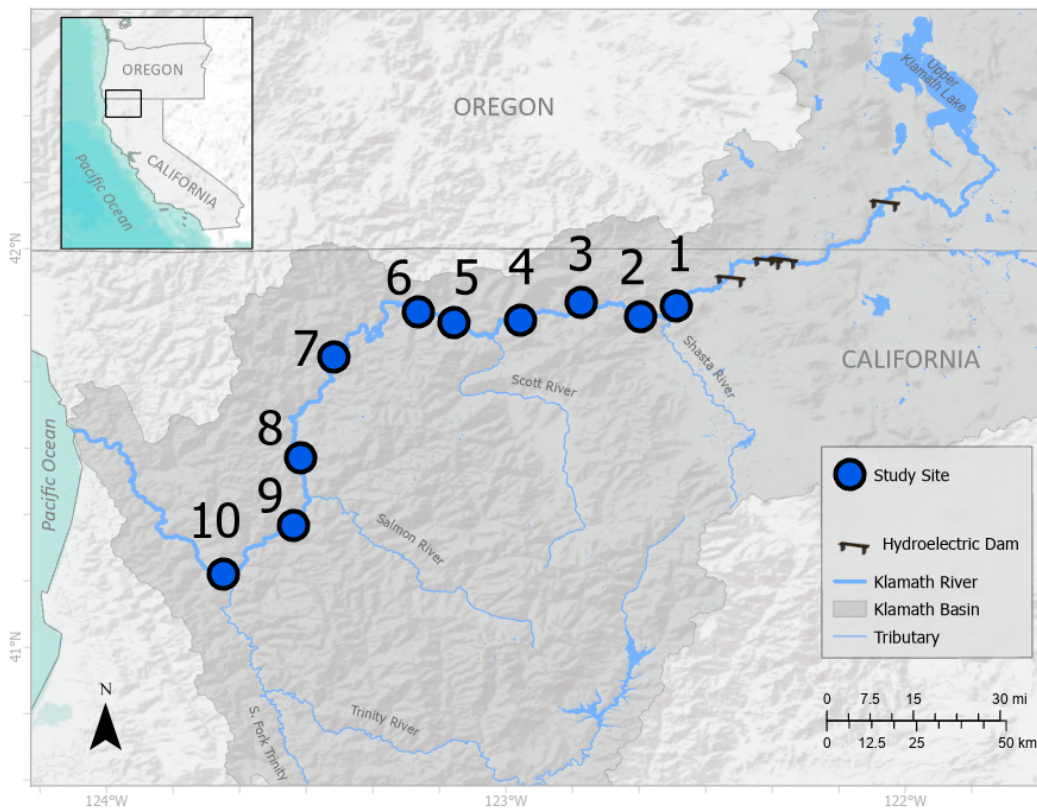 OREGON
CALIFORNIA
Pacific Ocean
OREGON
Upper
Klamath Lake
42°N
1
2
3
4
5
6
7
8
9
10
Scott River
Shasta River
CALIFORNIA
Pacific Ocean
Salmon River
Trinity River
S. Fork Trinity
41°N
N
Study Site
Hydroelectric Dam
Klamath River
Klamath Basin
Tributary
0 7.5 15 30 mi
0 12.5 25 50 km
124°W 123°W 122°W